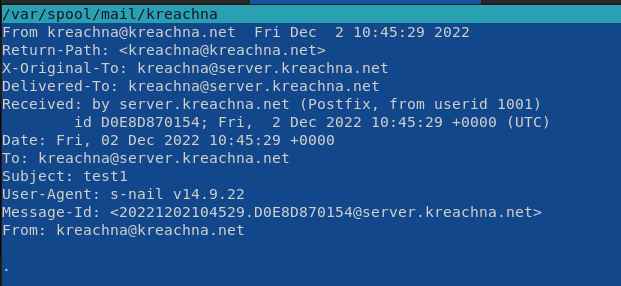 /var/spool/mail/kreachna
From kreachna@kreachna.net  Fri Dec  2 10:45:29 2022
Return-Path: <kreachna@kreachna.net>
X-Original-To: kreachna@server.kreachna.net
Delivered-To: kreachna@server.kreachna.net
Received: by server.kreachna.net (Postfix, from userid 1001)
        id D0E8D870154; Fri,  2 Dec 2022 10:45:29 +0000 (UTC)
Date: Fri, 02 Dec 2022 10:45:29 +0000
To: kreachna@server.kreachna.net
Subject: test1
User-Agent: s-nail v14.9.22
Message-Id: <20221202104529.D0E8D870154@server.kreachna.net>
From: kreachna@kreachna.net

.